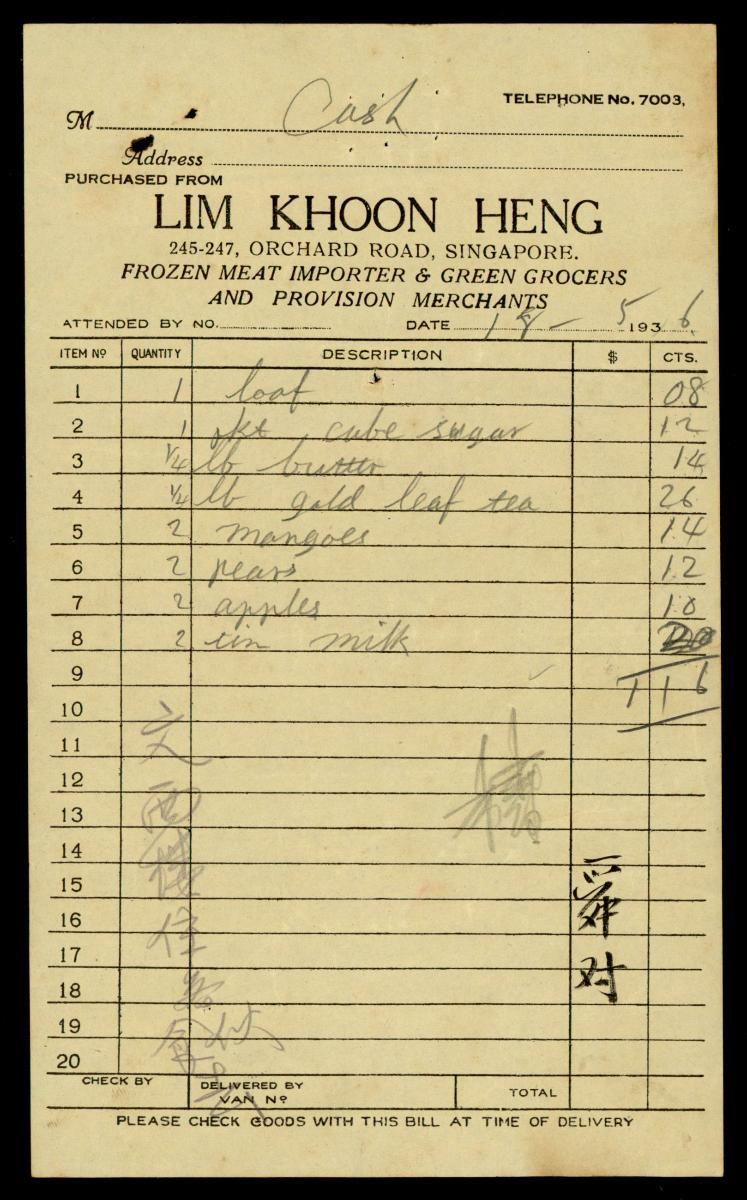 TELEPHONE No. 7003,
M Cash
Address
PURCHASED FROM
LIM KHOON HENG
245-247, ORCHARD ROAD, SINGAPORE.
FROZEN MEAT IMPORTER & GREEN GROCERS
AND PROVISION MERCHANTS
ATTENDED BY NO. DATE 18-5 1936.
ITEM Nº QUANTITY DESCRIPTION $ CTS.
1 1 loaf 08
2 1 pkt cube sugar 12
3 1/4 lb butter 14
4 1/4 lb gold leaf tea 26
5 2 mangoes 14
6 2 pears 12
7 2 apples 10
8 2 tin milk 20
9 1 16
10
11
12
13
14
15
16
17
18
19
20
对
CHECK BY DELIVERED BY VAN Nº TOTAL
PLEASE CHECK GOODS WITH THIS BILL AT TIME OF DELIVERY